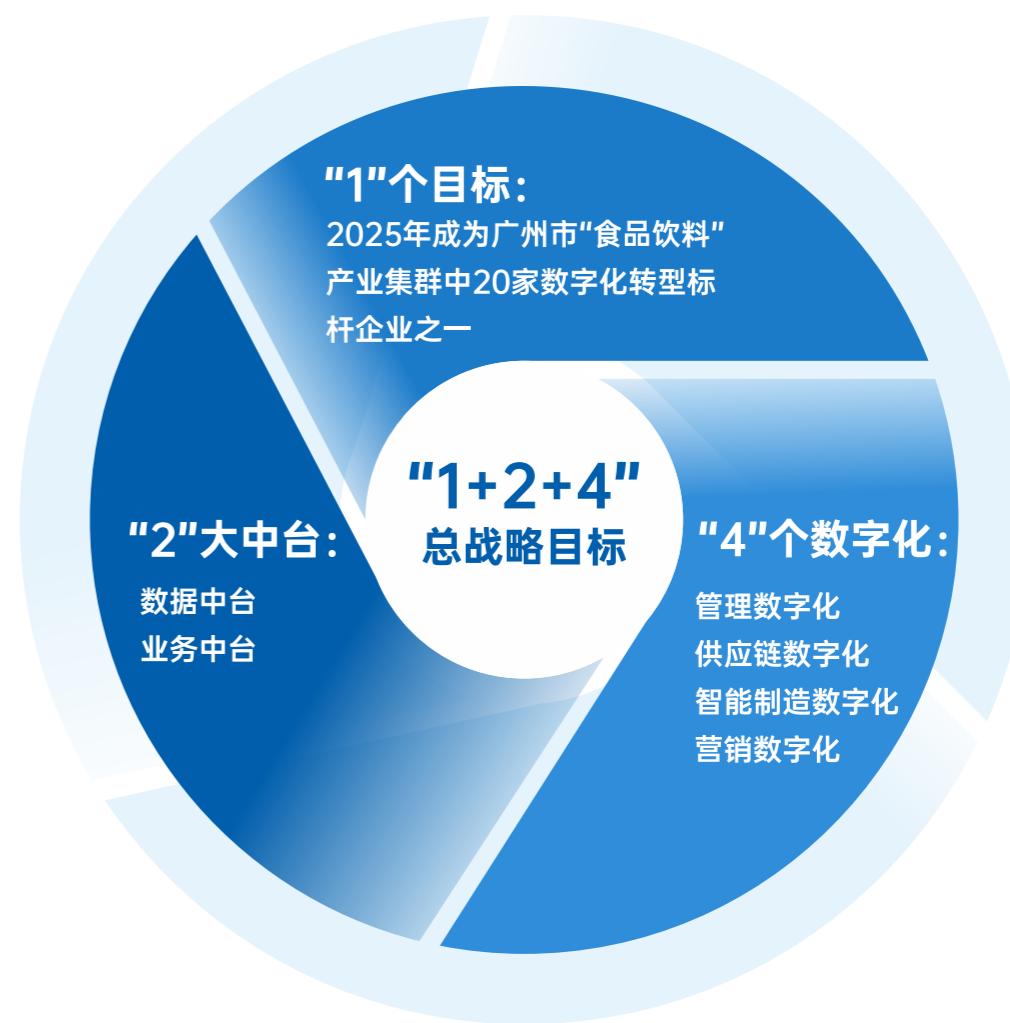 "1"个目标：
2025年成为广州市"食品饮料"
产业集群中20家数字化转型标
杆企业之一
"1+2+4"
总战略目标
"2"大中台：
数据中台
业务中台
"4"个数字化：
管理数字化
供应链数字化
智能制造数字化
营销数字化